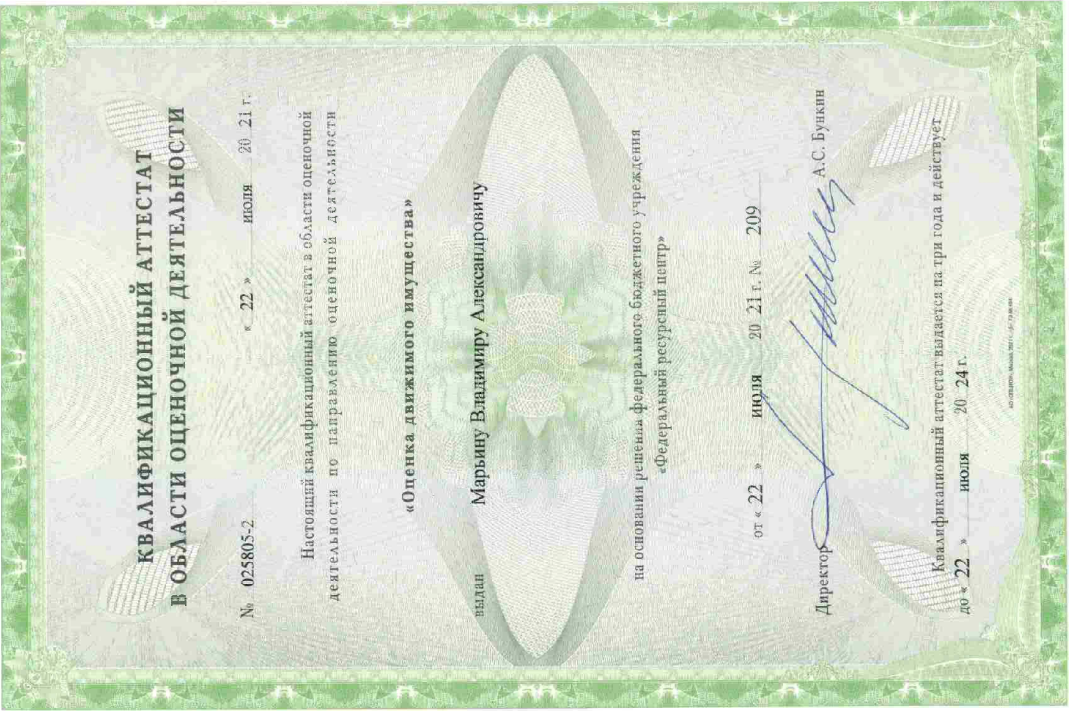 КВАЛИФИКАЦИОННЫЙ АТТЕСТАТ
В ОБЛАСТИ ОЦЕНОЧНОЙ ДЕЯТЕЛЬНОСТИ
№ 025805-2 « 22 » июля 20 21 г.
Настоящий квалификационный аттестат в области оценочной
деятельности по направлению оценочной деятельности
«Оценка движимого имущества»
выдан Марьину Владимиру Александровичу
на основании решения федерального бюджетного учреждения
«Федеральный ресурсный центр»
от « 22 » июля 20 21 г. № 209
Директор А.С. Бункин
Квалификационный аттестат выдается на три года и действует
до « 22 » июля 20 24 г.